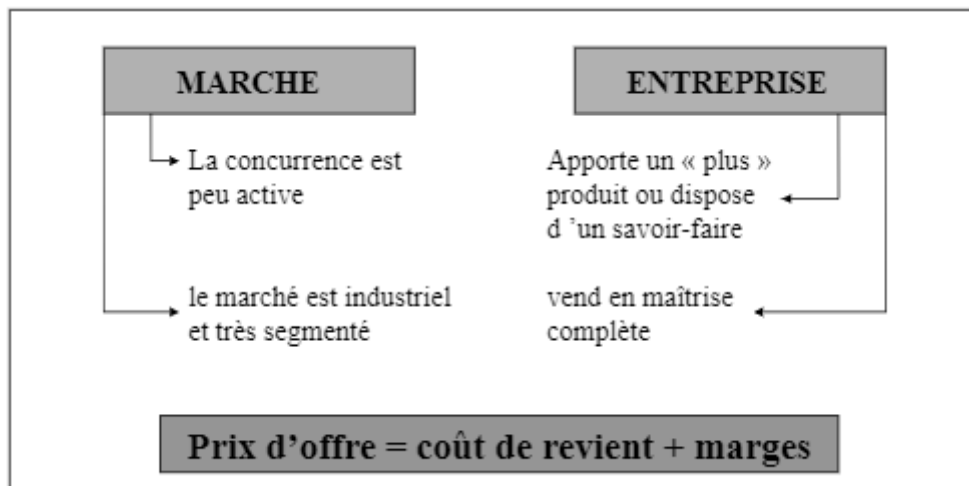 MARCHE
La concurrence est
peu active
le marché est industriel
et très segmenté
ENTREPRISE
Apporte un « plus »
produit ou dispose
d ’un savoir-faire
vend en maîtrise
complète
Prix d’offre = coût de revient + marges